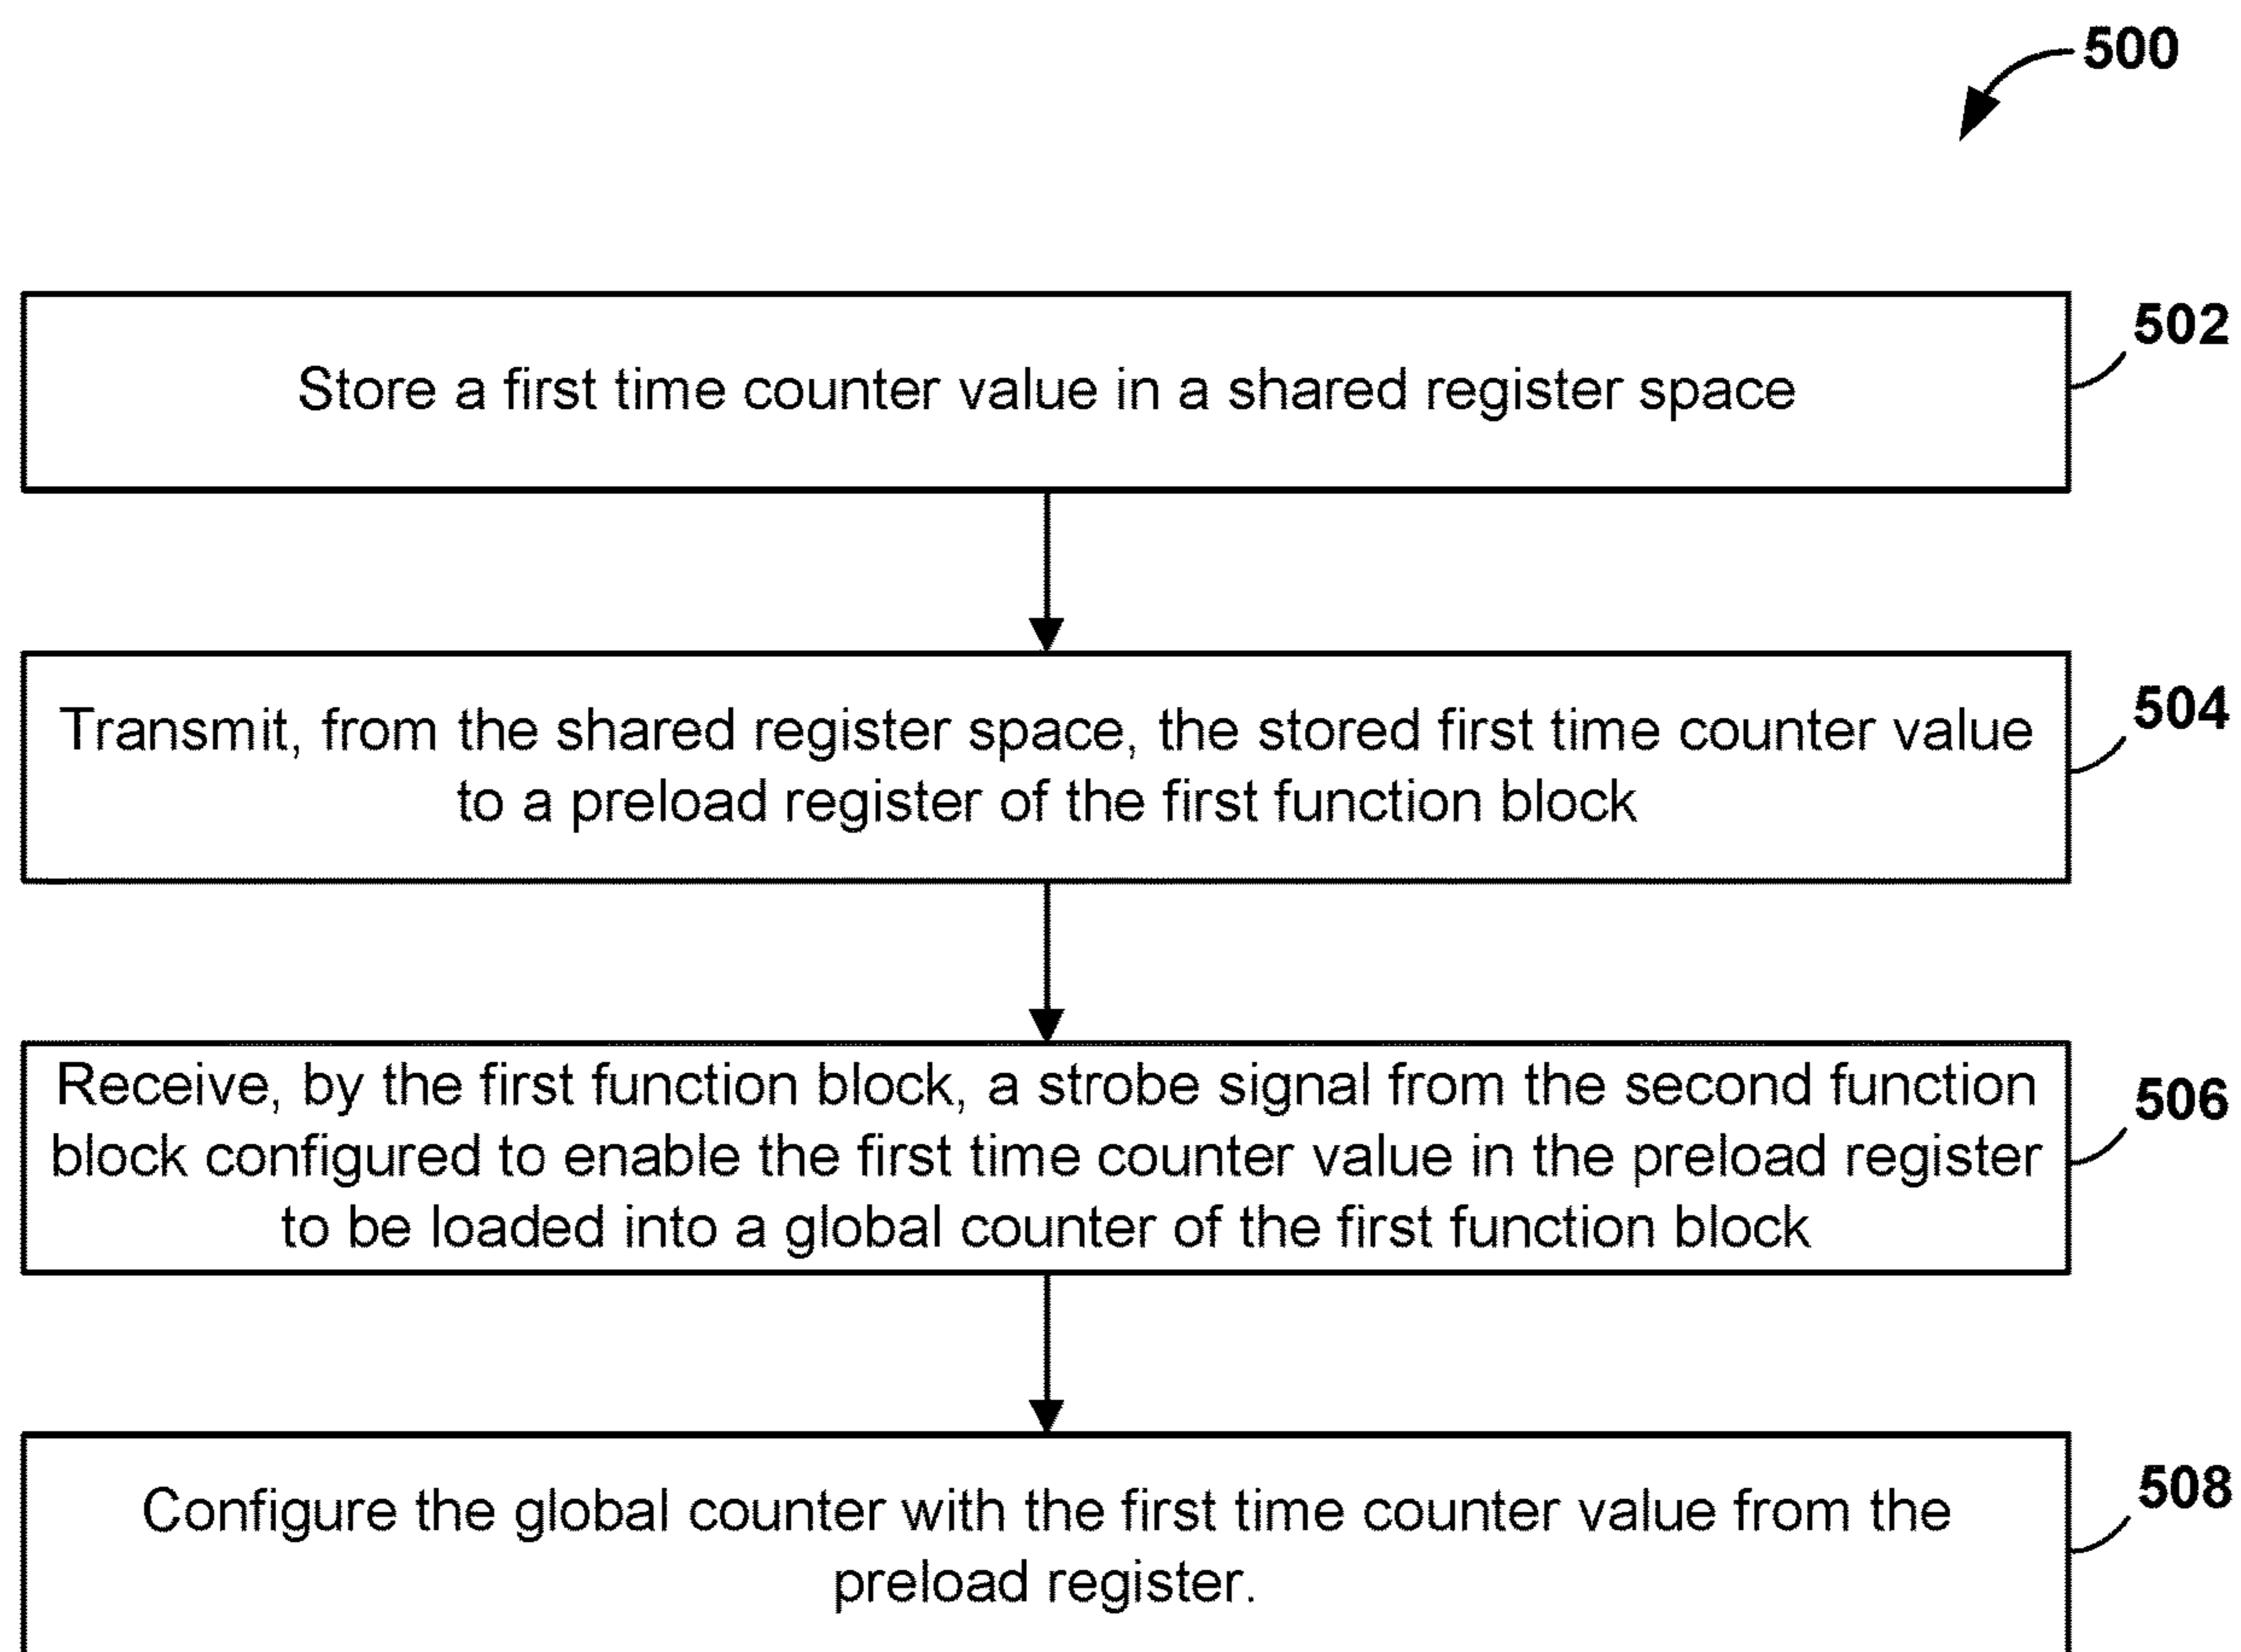 500
502
Store a first time counter value in a shared register space
504
Transmit, from the shared register space, the stored first time counter value
to a preload register of the first function block
506
Receive, by the first function block, a strobe signal from the second function
block configured to enable the first time counter value in the preload register
to be loaded into a global counter of the first function block
508
Configure the global counter with the first time counter value from the
preload register.